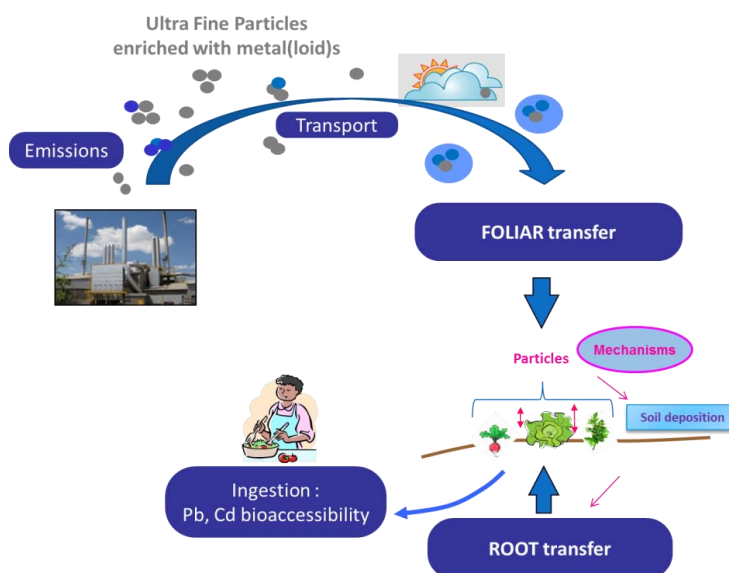 Ultra Fine Particles
enriched with metal(loid)s
Emissions
Transport
FOLIAR transfer
Particles
Mechanisms
Soil deposition
Ingestion :
Pb, Cd bioaccessibility
ROOT transfer